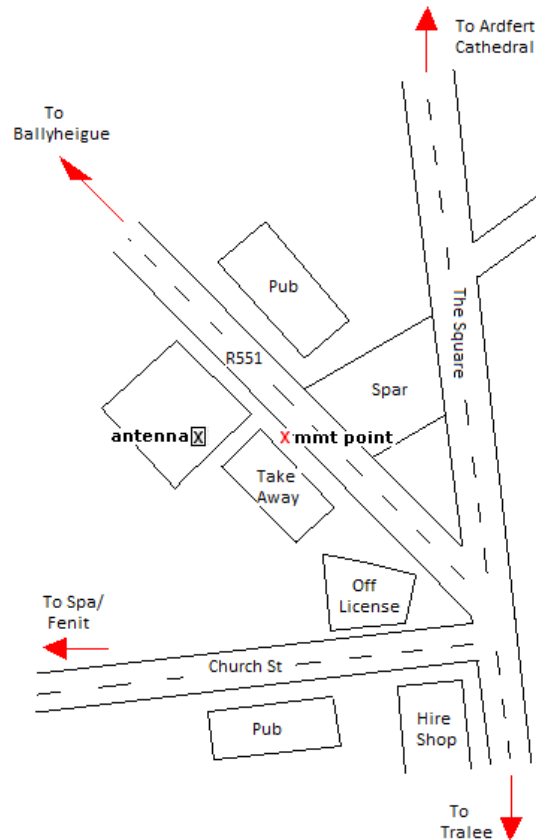 To Ardfert
Cathedral
To
Ballyheigue
Pub
The Square
R551
Spar
antenna X
X mmt point
Take
Away
Off
License
To Spa/
Fenit
Church St
Pub
Hire
Shop
To
Tralee